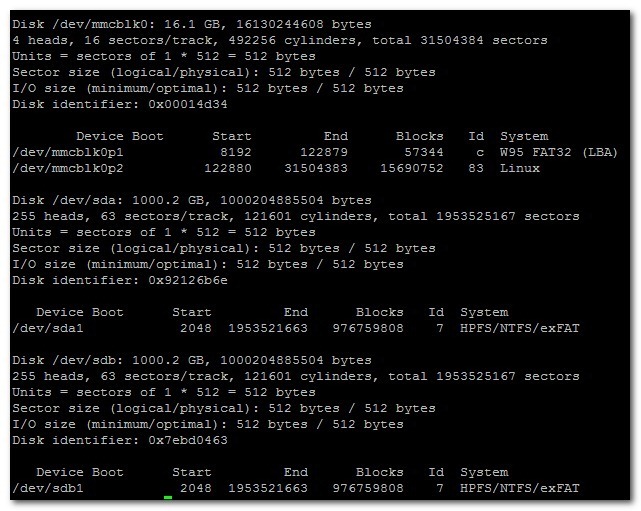 Disk /dev/mmcblk0: 16.1 GB, 16130244608 bytes
4 heads, 16 sectors/track, 492256 cylinders, total 31504384 sectors
Units = sectors of 1 * 512 = 512 bytes
Sector size (logical/physical): 512 bytes / 512 bytes
I/O size (minimum/optimal): 512 bytes / 512 bytes
Disk identifier: 0x00014d34
Device Boot      Start         End      Blocks   Id  System
/dev/mmcblk0p1            8192      122879       57344    c  W95 FAT32 (LBA)
/dev/mmcblk0p2          122880    31504383    15690752   83  Linux
Disk /dev/sda: 1000.2 GB, 1000204885504 bytes
255 heads, 63 sectors/track, 121601 cylinders, total 1953525167 sectors
Units = sectors of 1 * 512 = 512 bytes
Sector size (logical/physical): 512 bytes / 512 bytes
I/O size (minimum/optimal): 512 bytes / 512 bytes
Disk identifier: 0x92126b6e
Device Boot      Start         End      Blocks   Id  System
/dev/sda1            2048  1953521663   976759808    7  HPFS/NTFS/exFAT
Disk /dev/sdb: 1000.2 GB, 1000204885504 bytes
255 heads, 63 sectors/track, 121601 cylinders, total 1953525167 sectors
Units = sectors of 1 * 512 = 512 bytes
Sector size (logical/physical): 512 bytes / 512 bytes
I/O size (minimum/optimal): 512 bytes / 512 bytes
Disk identifier: 0x7ebd0463
Device Boot      Start         End      Blocks   Id  System
/dev/sdb1            2048  1953521663   976759808    7  HPFS/NTFS/exFAT